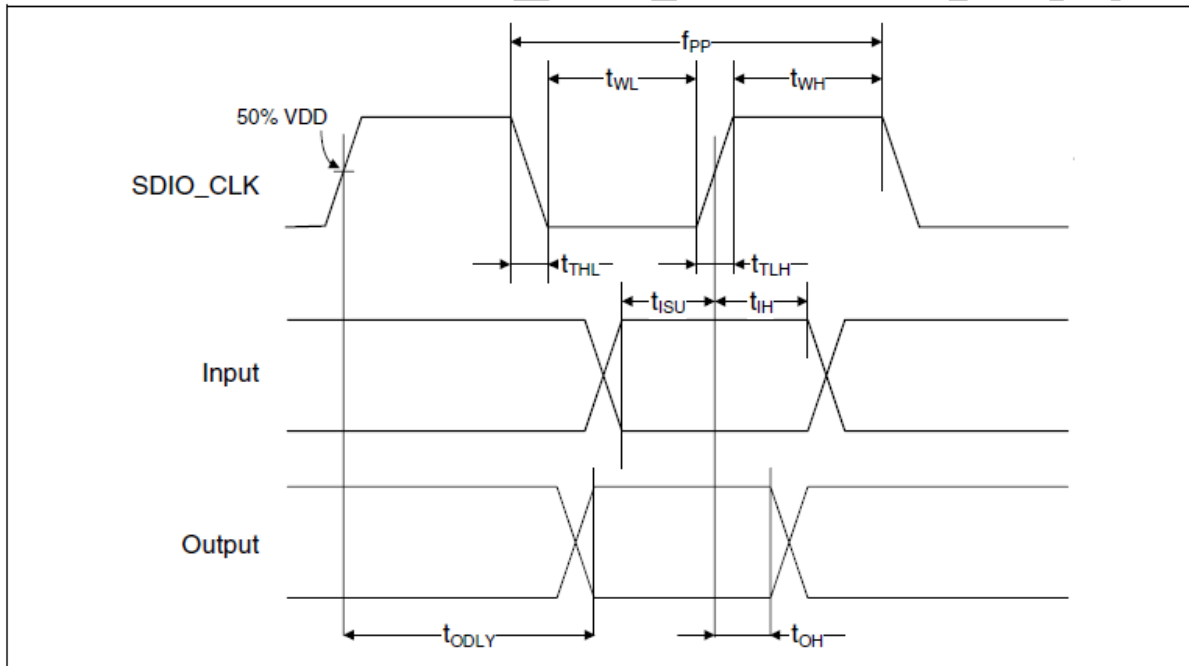 fPP
tWL
tWH
50% VDD
SDIO_CLK
tTHL
tTLH
tISU
tIH
Input
Output
tODLY
tOH